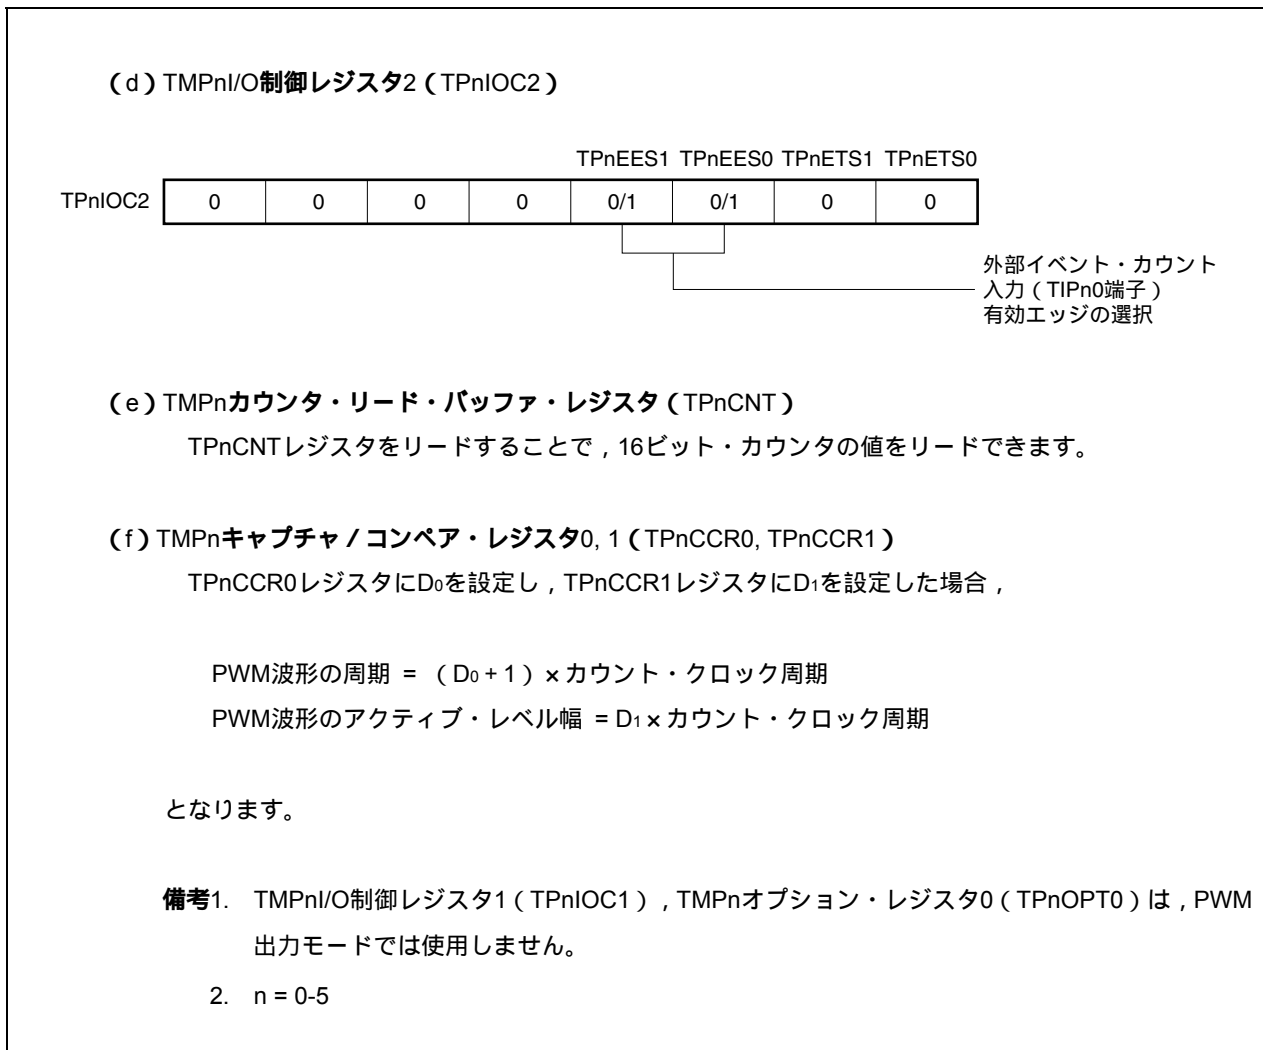 (d)TMPnI/O制御レジスタ2(TPnIOC2)
TPnEES1 TPnEES0 TPnETS1 TPnETS0
TPnIOC2 0 0 0 0 0/1 0/1 0 0
外部イベント・カウント
入力(TIPn0端子)
有効エッジの選択
(e)TMPnカウンタ・リード・バッファ・レジスタ(TPnCNT)
TPnCNTレジスタをリードすることで,16ビット・カウンタの値をリードできます。
(f)TMPnキャプチャ/コンペア・レジスタ0, 1(TPnCCR0, TPnCCR1)
TPnCCR0レジスタにD₀を設定し,TPnCCR1レジスタにD₁を設定した場合,
PWM波形の周期 = (D₀+1)×カウント・クロック周期
PWM波形のアクティブ・レベル幅 = D₁×カウント・クロック周期
となります。
備考1. TMPnI/O制御レジスタ1(TPnIOC1),TMPnオプション・レジスタ0(TPnOPT0)は,PWM
出力モードでは使用しません。
2. n = 0-5